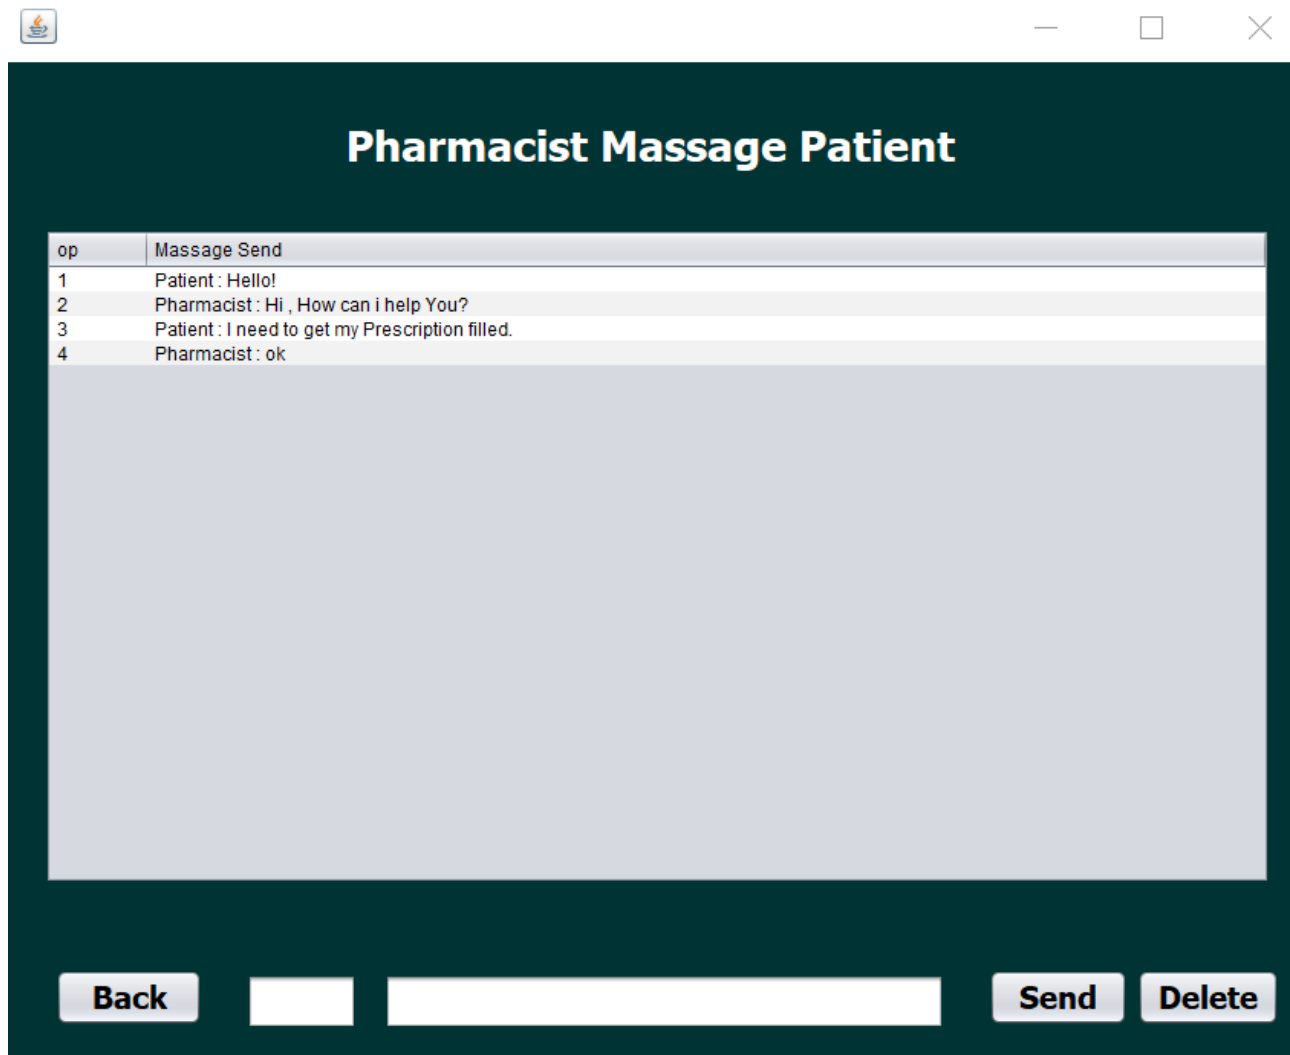 Pharmacist Massage Patient
op Massage Send
1 Patient : Hello!
2 Pharmacist : Hi , How can i help You?
3 Patient : I need to get my Prescription filled.
4 Pharmacist : ok
Back Send Delete